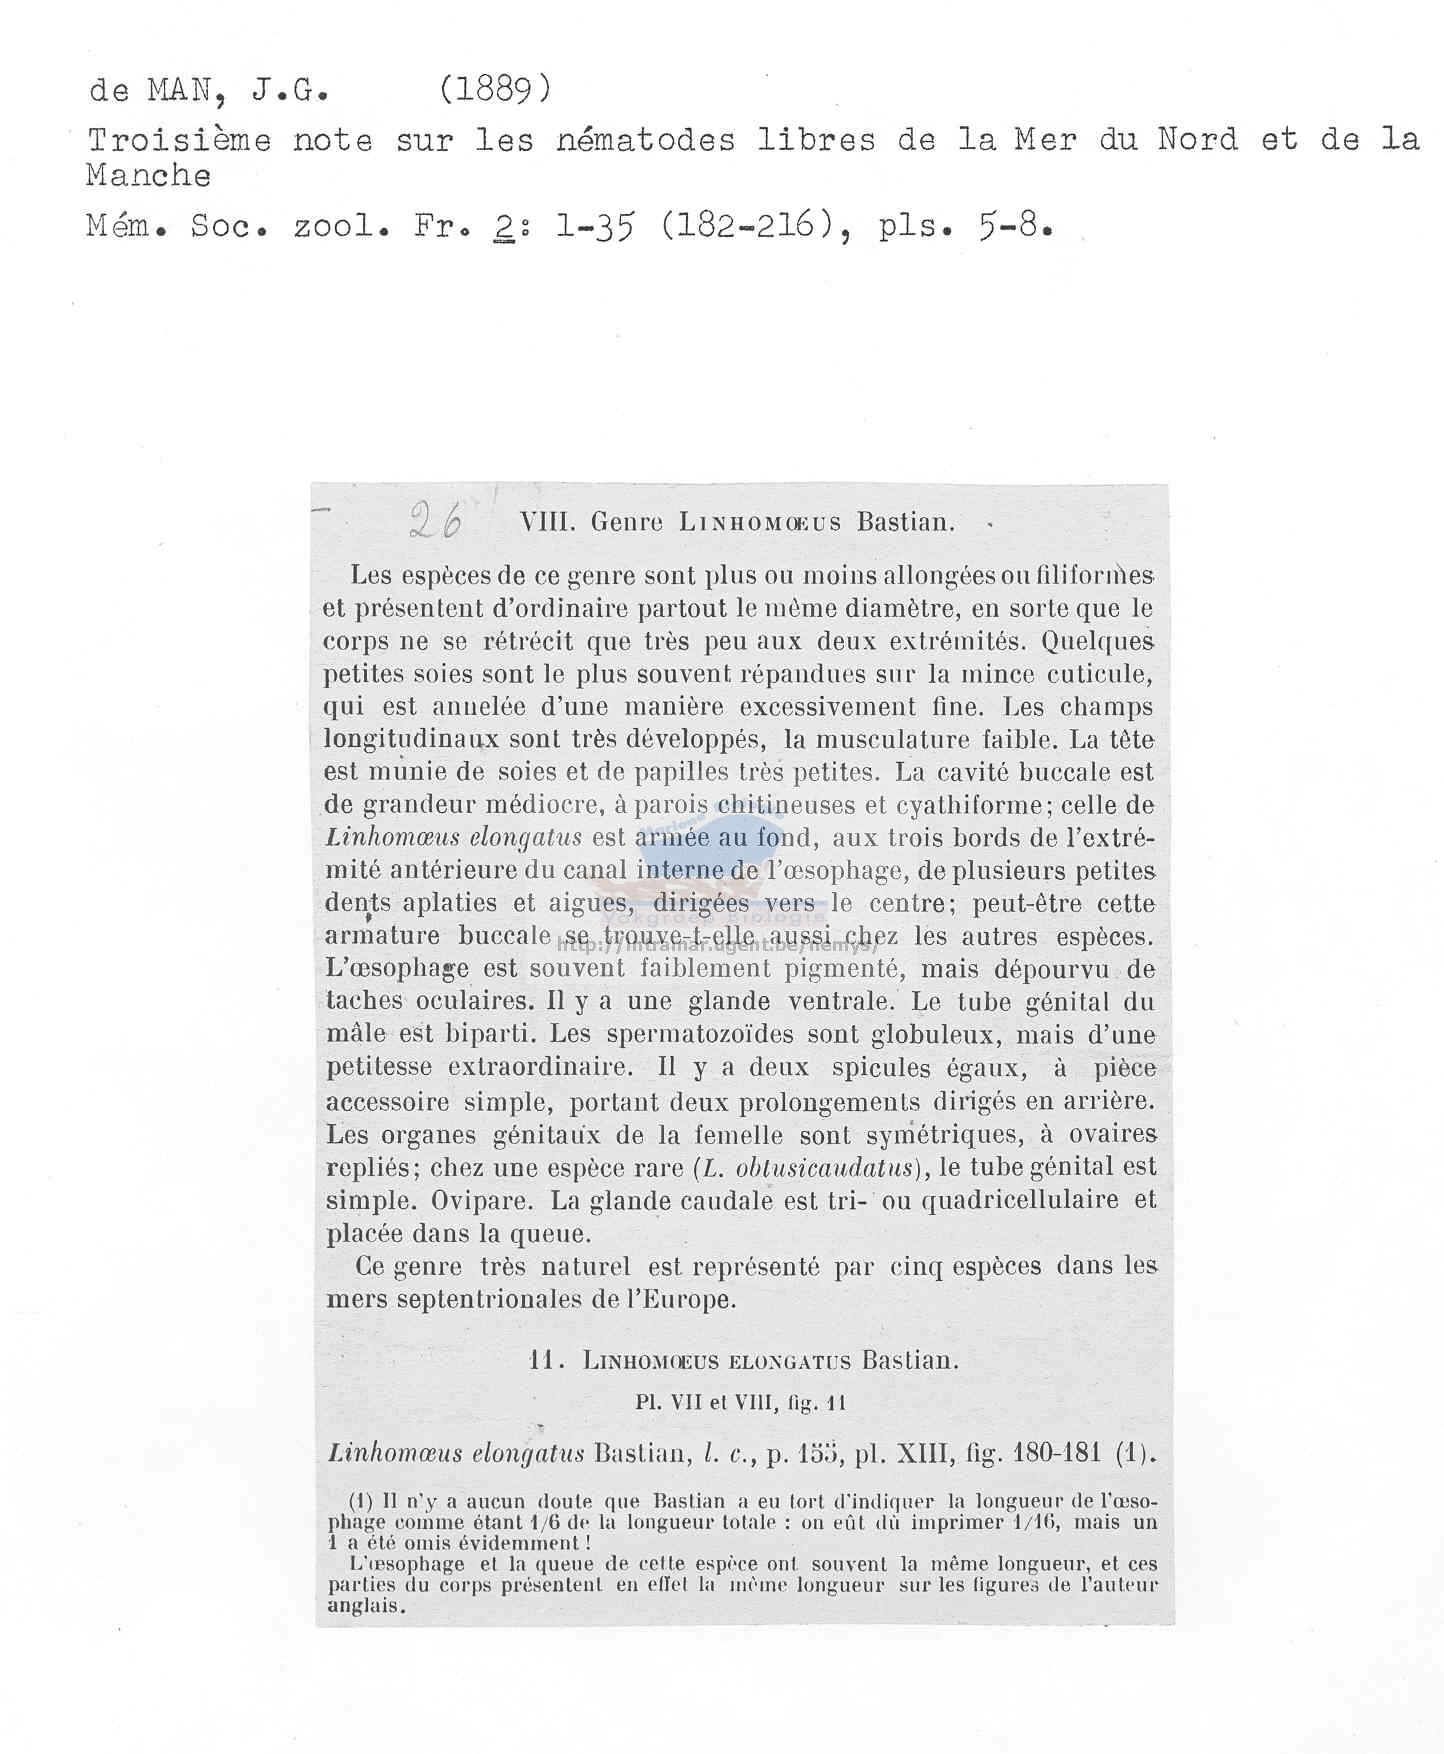 de MAN, J.G. (1889)
Troisième note sur les nématodes libres de la Mer du Nord et de la
Manche
Mém. Soc. zool. Fr. 2: 1-35 (182-216), pls. 5-8.
26
VIII. Genre LINHOMŒUS Bastian.
Les espèces de ce genre sont plus ou moins allongées ou filiformes
et présentent d'ordinaire partout le même diamètre, en sorte que le
corps ne se rétrécit que très peu aux deux extrémités. Quelques
petites soies sont le plus souvent répandues sur la mince cuticule,
qui est annelée d'une manière excessivement fine. Les champs
longitudinaux sont très développés, la musculature faible. La tête
est munie de soies et de papilles très petites. La cavité buccale est
de grandeur médiocre, à parois chitineuses et cyathiforme; celle de
Linhomœus elongatus est armée au fond, aux trois bords de l'extré-
mité antérieure du canal interne de l'œsophage, de plusieurs petites
dents aplaties et aigues, dirigées vers le centre; peut-être cette
Vakgroep Biologie
armature buccale se trouve-t-elle aussi chez les autres espèces.
http://intramar.ugent.be/nemys/
L'œsophage est souvent faiblement pigmenté, mais dépourvu de
taches oculaires. Il y a une glande ventrale. Le tube génital du
mâle est biparti. Les spermatozoïdes sont globuleux, mais d'une
petitesse extraordinaire. Il y a deux spicules égaux, à pièce
accessoire simple, portant deux prolongements dirigés en arrière.
Les organes génitaux de la femelle sont symétriques, à ovaires
repliés; chez une espèce rare (L. obtusicaudatus), le tube génital est
simple. Ovipare. La glande caudale est tri- ou quadricellulaire et
placée dans la queue.
Ce genre très naturel est représenté par cinq espèces dans les
mers septentrionales de l'Europe.
11. LINHOMŒUS ELONGATUS Bastian.
Pl. VII et VIII, fig. 11
Linhomœus elongatus Bastian, l. c., p. 155, pl. XIII, fig. 180-181 (1).
(1) Il n'y a aucun doute que Bastian a eu tort d'indiquer la longueur de l'œso-
phage comme étant 1/6 de la longueur totale : on eût dû imprimer 1/16, mais un
1 a été omis évidemment !
L'œsophage et la queue de cette espèce ont souvent la même longueur, et ces
parties du corps présentent en effet la même longueur sur les figures de l'auteur
anglais.